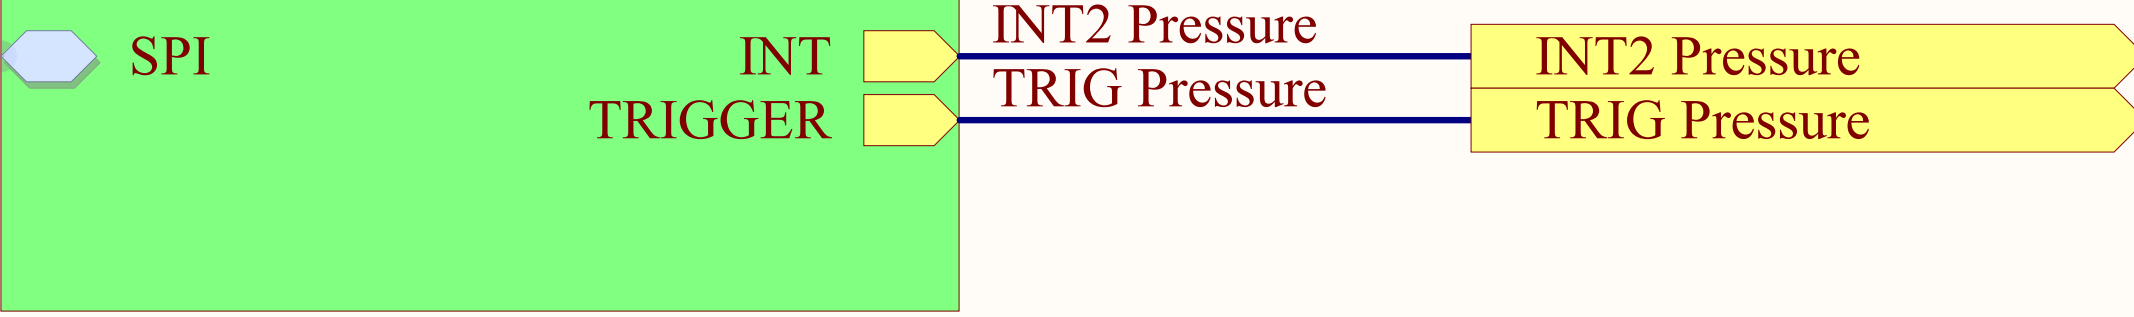 SPI
INT
TRIGGER
INT2 Pressure
TRIG Pressure
INT2 Pressure
TRIG Pressure